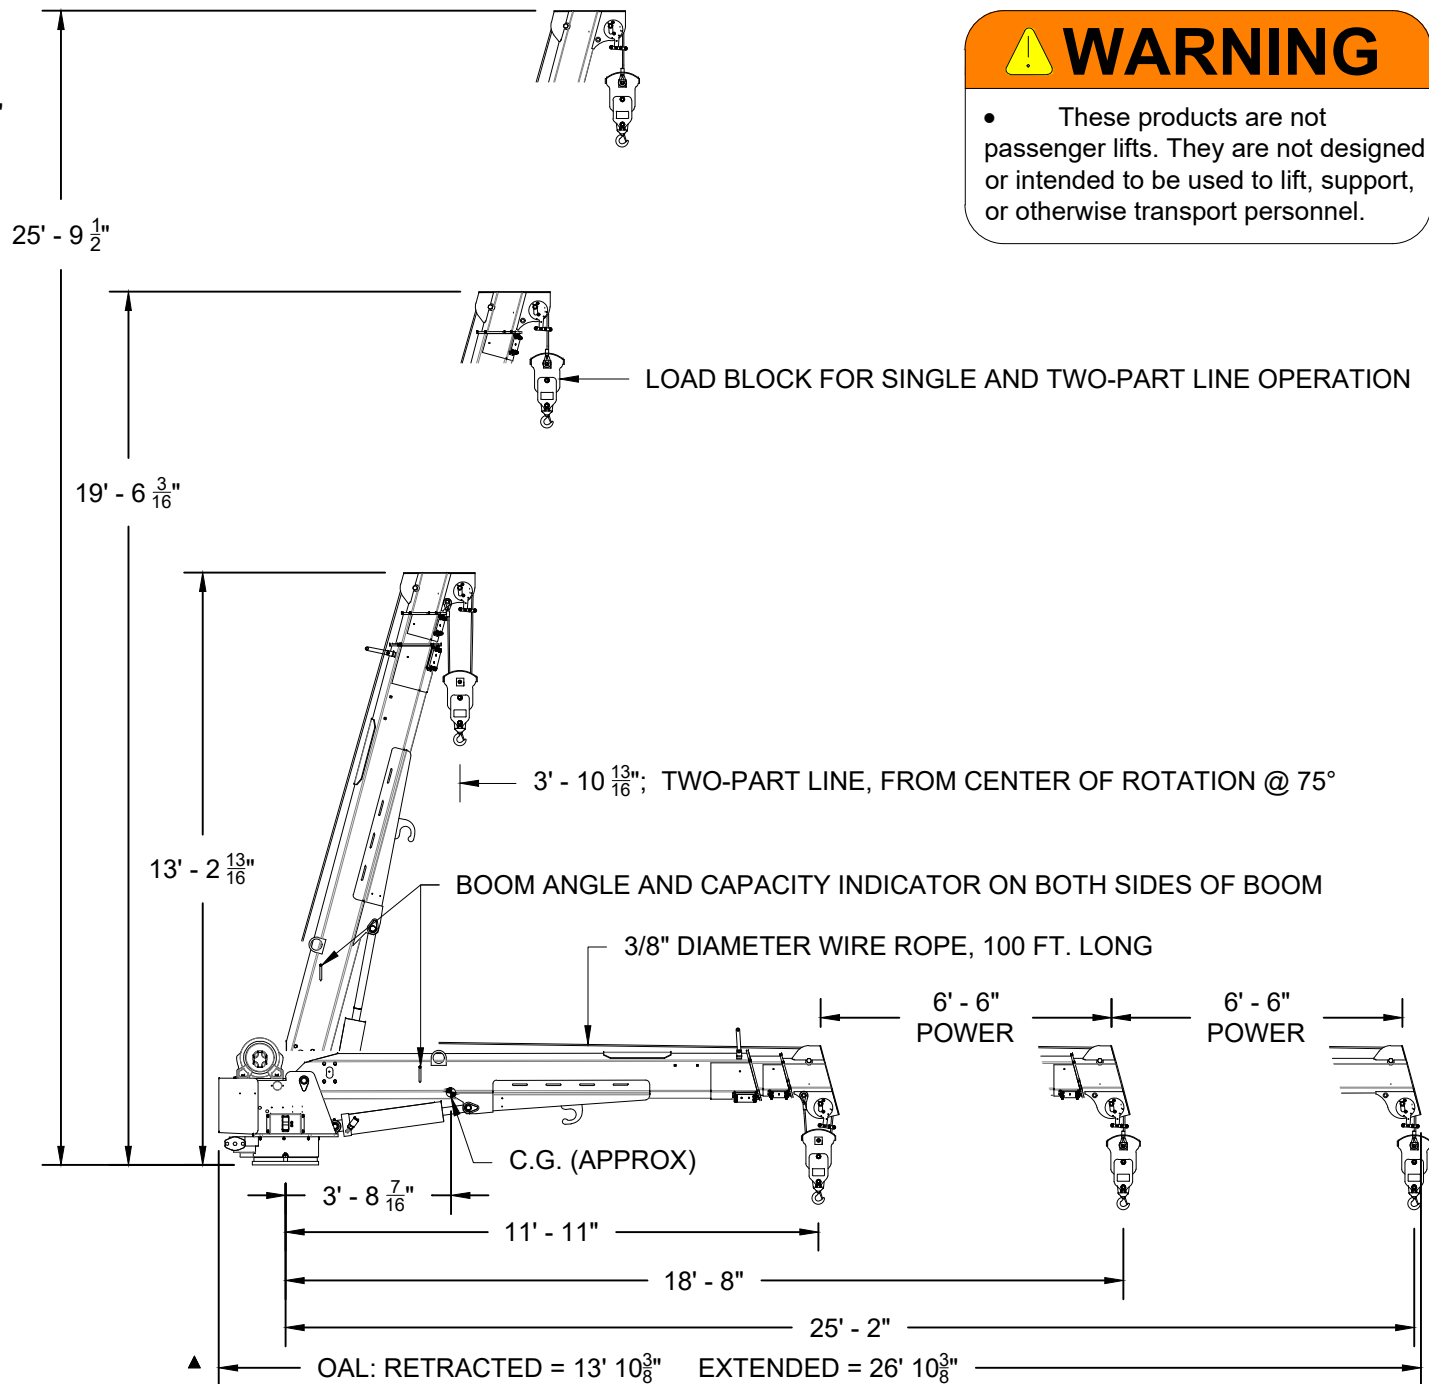 WARNING
• These products are not
passenger lifts. They are not designed
or intended to be used to lift, support,
or otherwise transport personnel.
"
25' - 9 1/2"
LOAD BLOCK FOR SINGLE AND TWO-PART LINE OPERATION
19' - 6 3/16"
3' - 10 13/16"; TWO-PART LINE, FROM CENTER OF ROTATION @ 75°
13' - 2 13/16"
BOOM ANGLE AND CAPACITY INDICATOR ON BOTH SIDES OF BOOM
3/8" DIAMETER WIRE ROPE, 100 FT. LONG
6' - 6"
POWER
6' - 6"
POWER
C.G. (APPROX)
3' - 8 7/16"
11' - 11"
18' - 8"
25' - 2"
OAL: RETRACTED = 13' 10 3/8" EXTENDED = 26' 10 3/8"